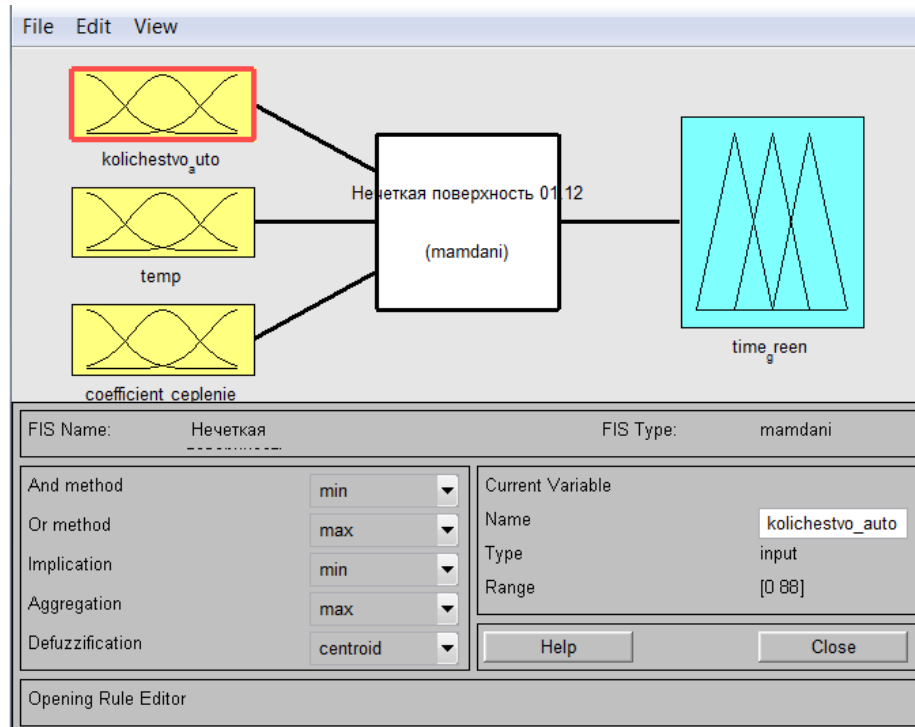 File Edit View
kolichestvo_auto
Нечеткая поверхность 01.12
(mamdani)
temp
coefficient ceplenie
time_green
FIS Name: Нечеткая
FIS Type: mamdani
And method min
Or method max
Implication min
Aggregation max
Defuzzification centroid
Current Variable
Name kolichestvo_auto
Type input
Range [0 88]
Help Close
Opening Rule Editor